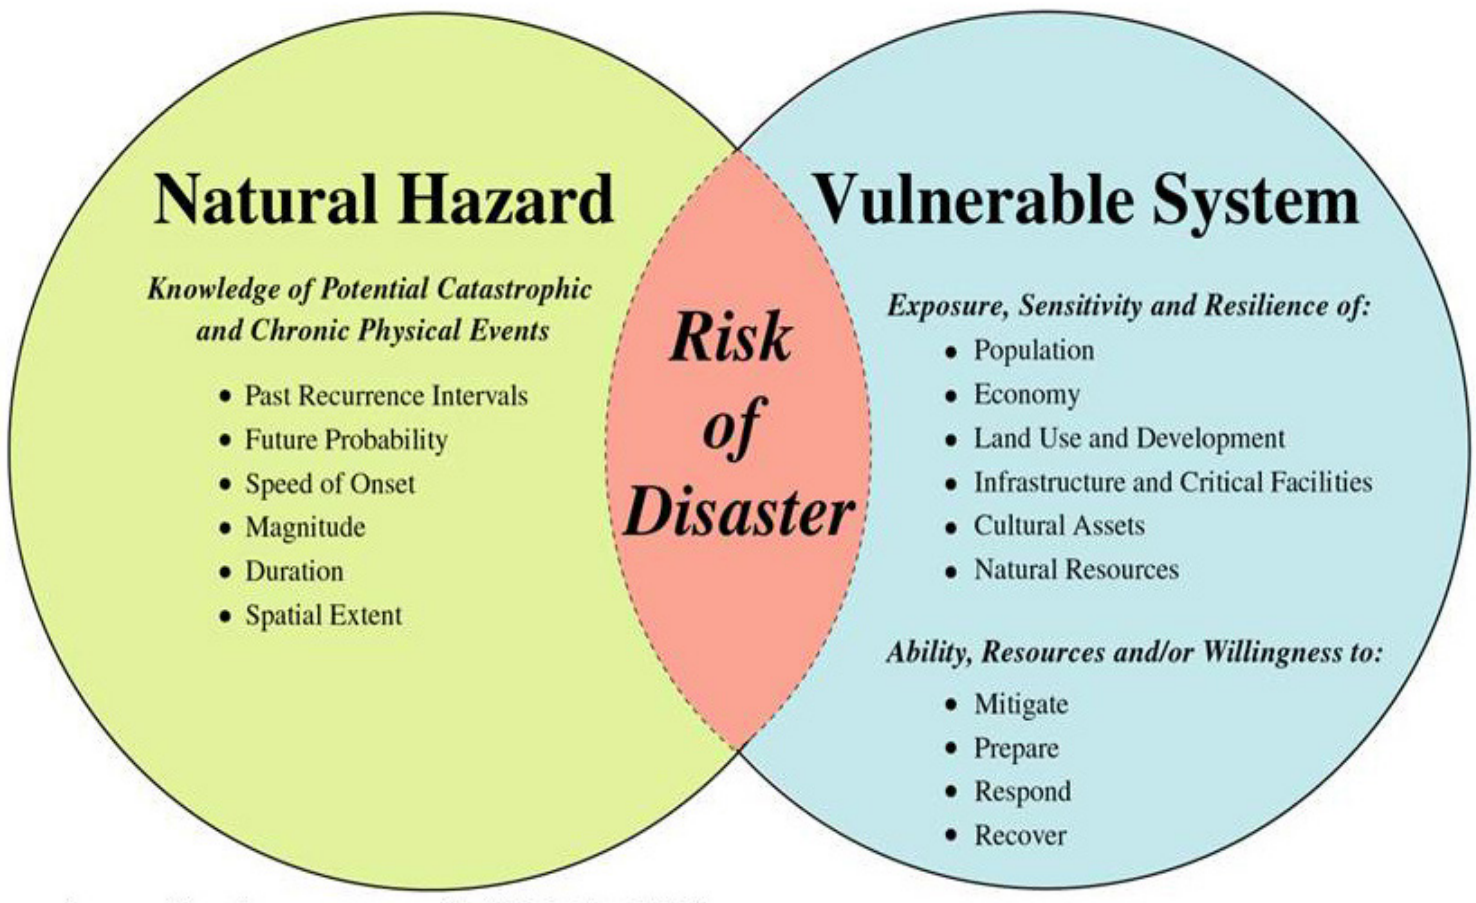 Natural Hazard
Knowledge of Potential Catastrophic
and Chronic Physical Events
• Past Recurrence Intervals
• Future Probability
• Speed of Onset
• Magnitude
• Duration
• Spatial Extent
Risk
of
Disaster
Vulnerable System
Exposure, Sensitivity and Resilience of:
• Population
• Economy
• Land Use and Development
• Infrastructure and Critical Facilities
• Cultural Assets
• Natural Resources
Ability, Resources and/or Willingness to:
• Mitigate
• Prepare
• Respond
• Recover